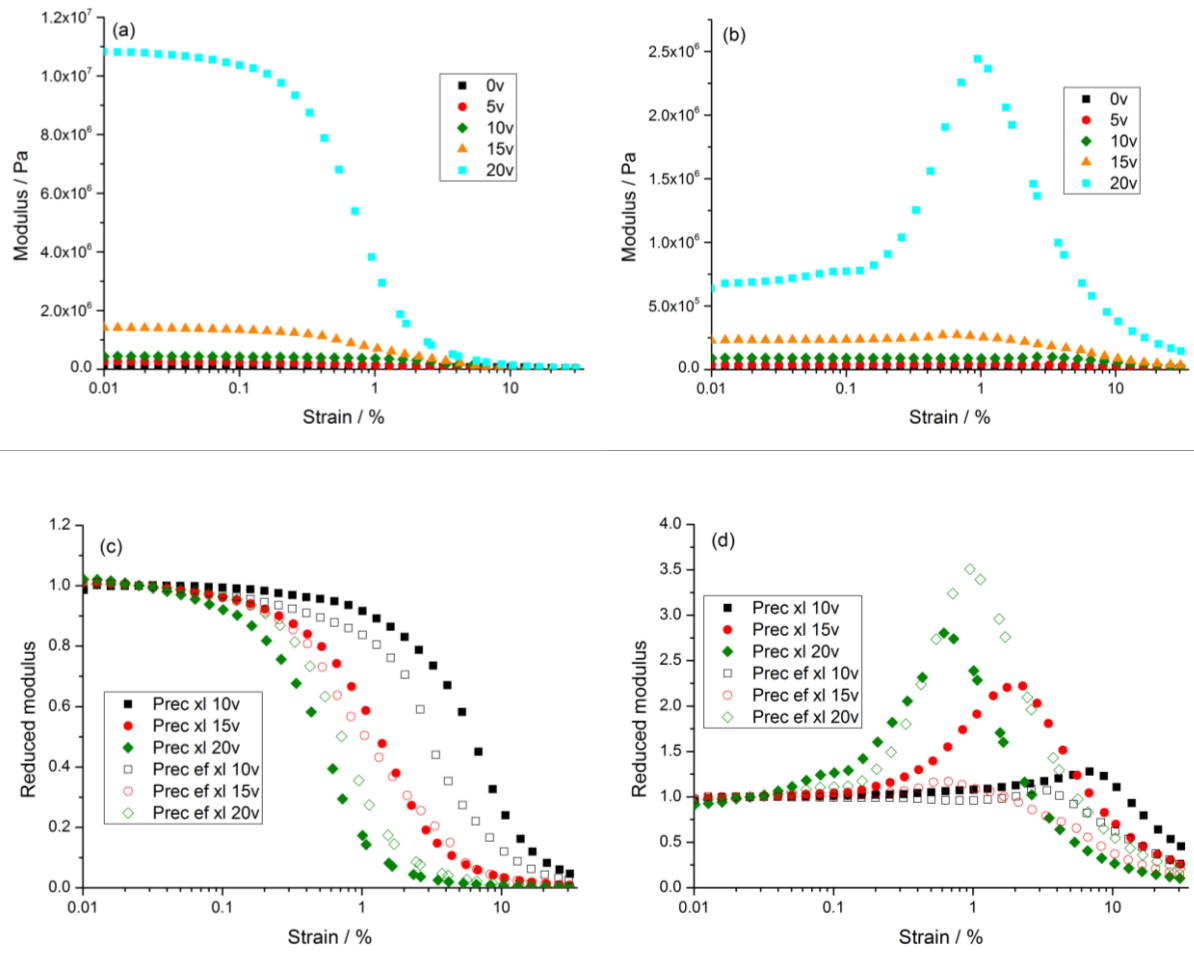 (a)
1.2x10⁷
1.0x10⁷
8.0x10⁶
6.0x10⁶
4.0x10⁶
2.0x10⁶
0.0
Modulus / Pa
0v
5v
10v
15v
20v
0.01
0.1
1
10
Strain / %
(b)
2.5x10⁶
2.0x10⁶
1.5x10⁶
1.0x10⁶
5.0x10⁵
0.0
Modulus / Pa
0v
5v
10v
15v
20v
0.01
0.1
1
10
Strain / %
(c)
1.2
1.0
0.8
0.6
0.4
0.2
0.0
Reduced modulus
Prec xl 10v
Prec xl 15v
Prec xl 20v
Prec ef xl 10v
Prec ef xl 15v
Prec ef xl 20v
0.01
0.1
1
10
Strain / %
(d)
4.0
3.5
3.0
2.5
2.0
1.5
1.0
0.5
0.0
Reduced modulus
Prec xl 10v
Prec xl 15v
Prec xl 20v
Prec ef xl 10v
Prec ef xl 15v
Prec ef xl 20v
0.01
0.1
1
10
Strain / %